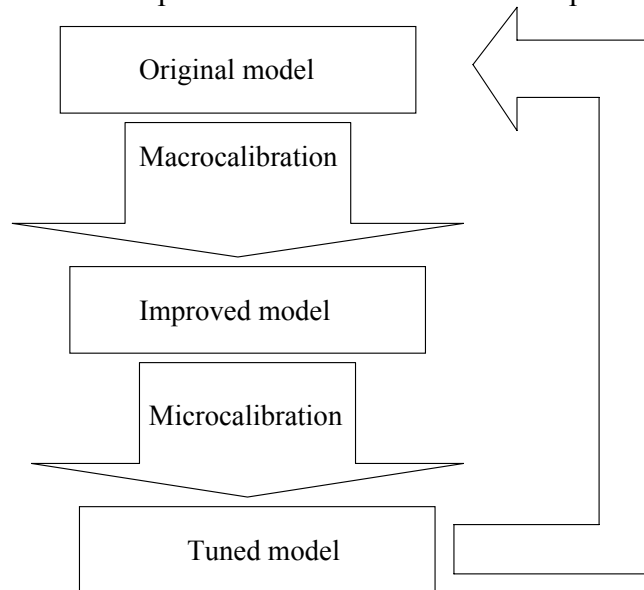 Original model
Macrocalibration
Improved model
Microcalibration
Tuned model